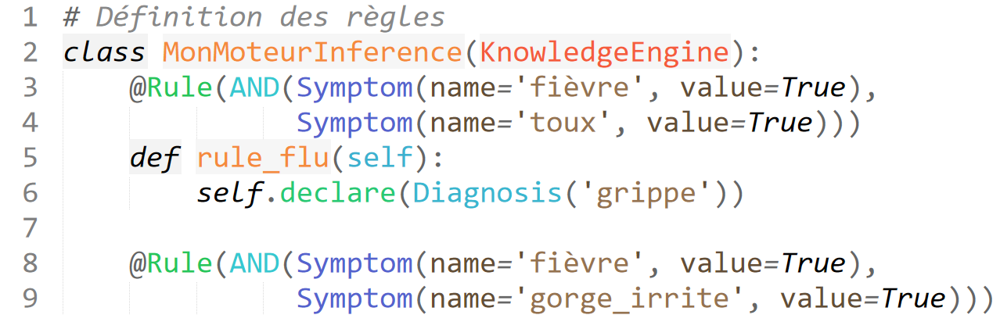 1 # Définition des règles
2 class MonMoteurInference(KnowledgeEngine):
3     @Rule(AND(Symptom(name='fièvre', value=True),
4               Symptom(name='toux', value=True)))
5     def rule_flu(self):
6         self.declare(Diagnosis('grippe'))
7
8     @Rule(AND(Symptom(name='fièvre', value=True),
9               Symptom(name='gorge_irrite', value=True)))